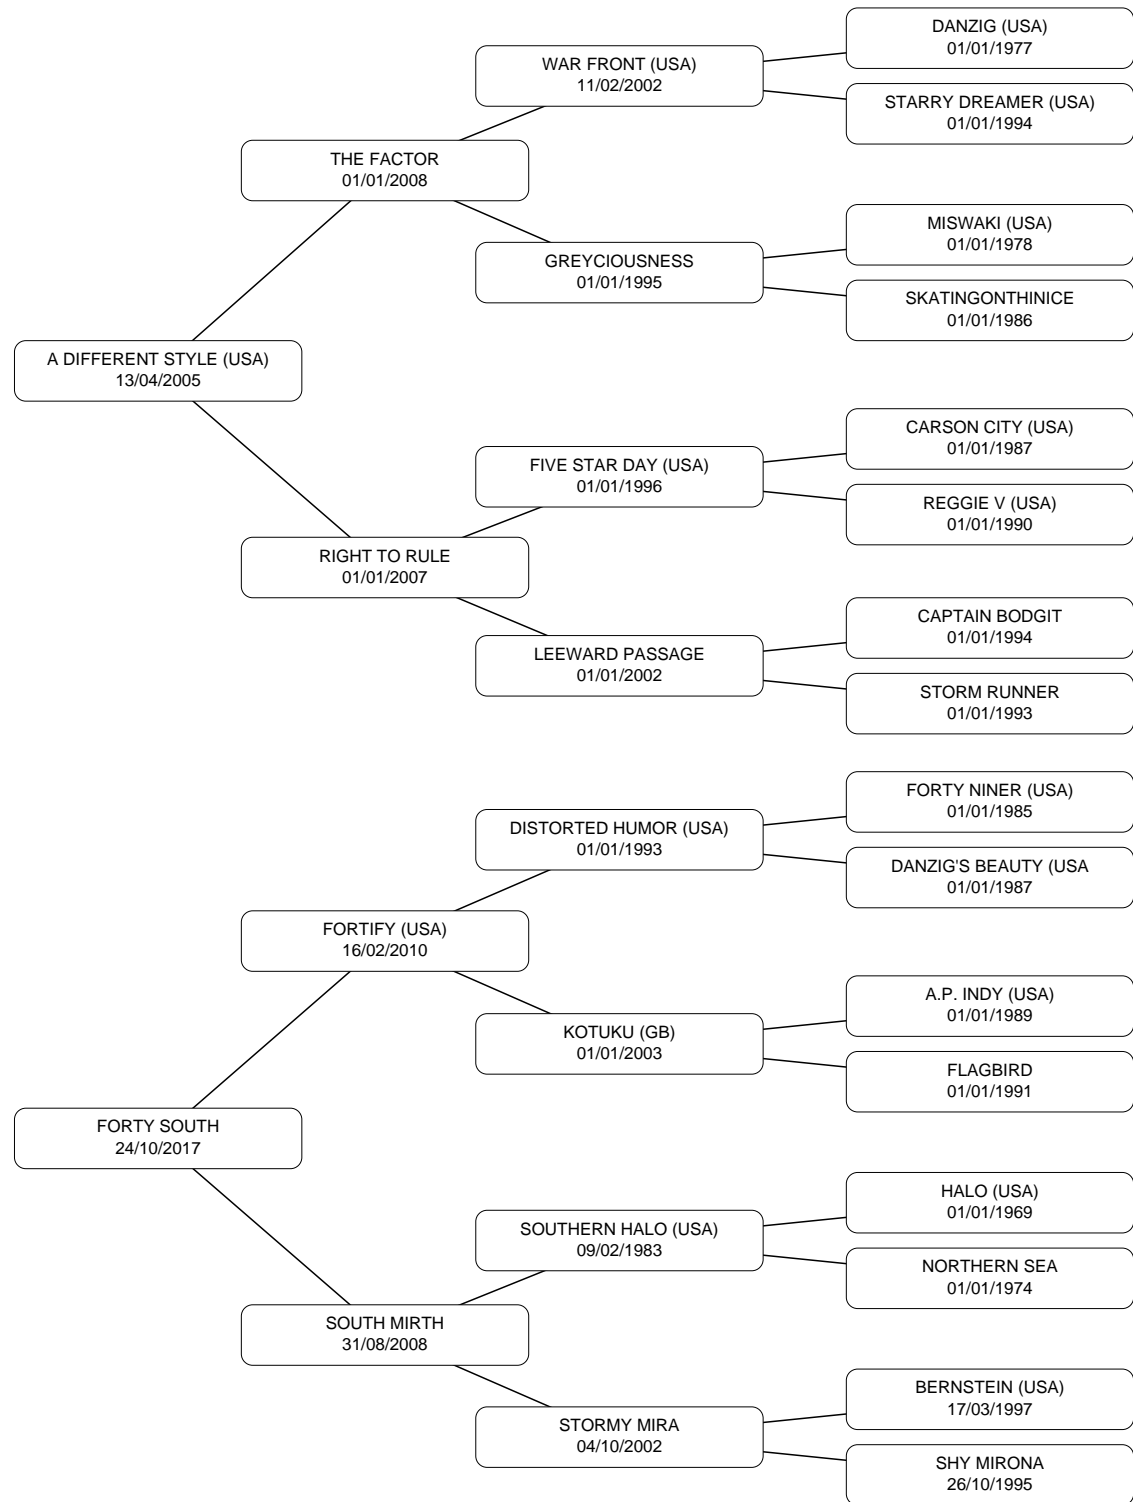 DANZIG (USA)
01/01/1977
WAR FRONT (USA)
11/02/2002
STARRY DREAMER (USA)
01/01/1994
THE FACTOR
01/01/2008
MISWAKI (USA)
01/01/1978
GREYCIOUSNESS
01/01/1995
SKATINGONTHINICE
01/01/1986
A DIFFERENT STYLE (USA)
13/04/2005
CARSON CITY (USA)
01/01/1987
FIVE STAR DAY (USA)
01/01/1996
REGGIE V (USA)
01/01/1990
RIGHT TO RULE
01/01/2007
CAPTAIN BODGIT
01/01/1994
LEEWARD PASSAGE
01/01/2002
STORM RUNNER
01/01/1993
FORTY NINER (USA)
01/01/1985
DISTORTED HUMOR (USA)
01/01/1993
DANZIG'S BEAUTY (USA
01/01/1987
FORTIFY (USA)
16/02/2010
A.P. INDY (USA)
01/01/1989
KOTUKU (GB)
01/01/2003
FLAGBIRD
01/01/1991
FORTY SOUTH
24/10/2017
HALO (USA)
01/01/1969
SOUTHERN HALO (USA)
09/02/1983
NORTHERN SEA
01/01/1974
SOUTH MIRTH
31/08/2008
BERNSTEIN (USA)
17/03/1997
STORMY MIRA
04/10/2002
SHY MIRONA
26/10/1995